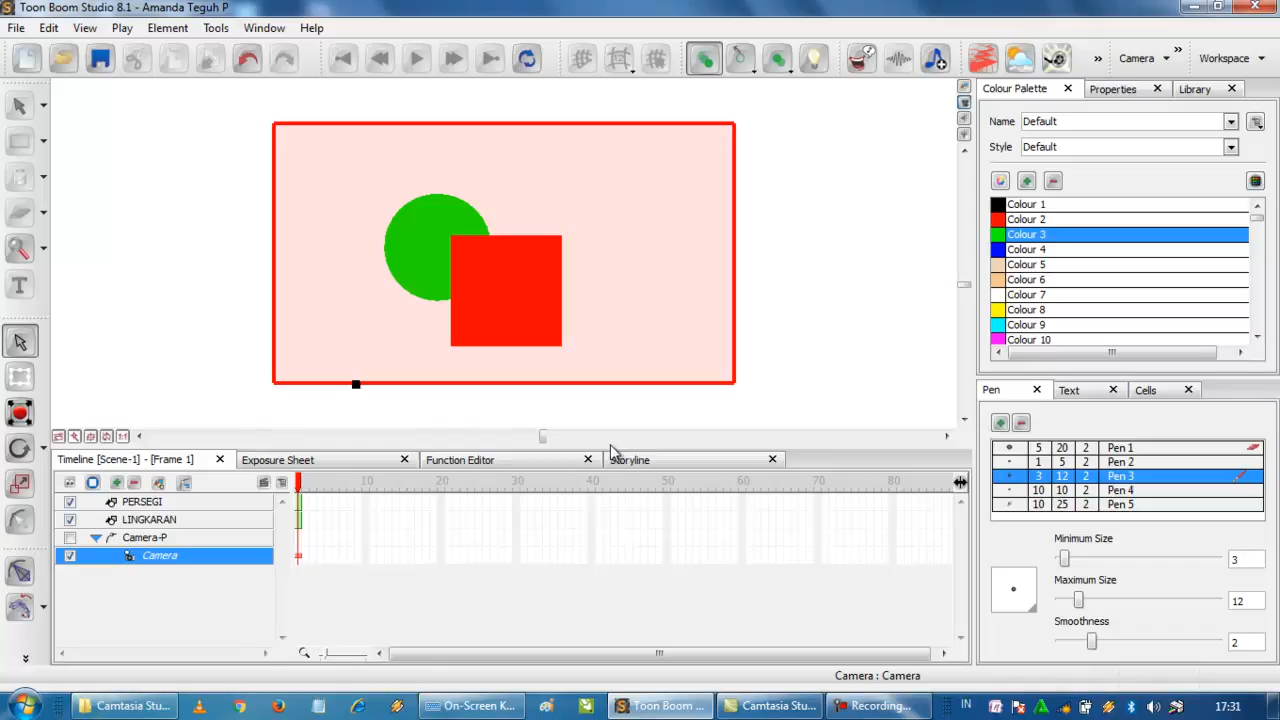 Toon Boom Studio 8.1 - Amanda Teguh P
File Edit View Play Element Tools Window Help
Camera Workspace
Colour Palette Properties Library
Name Default
Style Default
Colour 1
Colour 2
Colour 3
Colour 4
Colour 5
Colour 6
Colour 7
Colour 8
Colour 9
Colour 10
Pen Text Cells
5 20 2 Pen 1
1 5 2 Pen 2
3 12 2 Pen 3
10 10 2 Pen 4
10 25 2 Pen 5
Minimum Size
3
Maximum Size
12
Smoothness
2
1:1
Timeline [Scene-1] - [Frame 1] Exposure Sheet Function Editor Storyline
10 20 30 40 50 60 70 80
PERSEGI
LINGKARAN
Camera-P
Camera
Camera : Camera
Camtasia Stu... On-Screen K... Toon Boom ... Camtasia Stu... Recording... IN 17:31